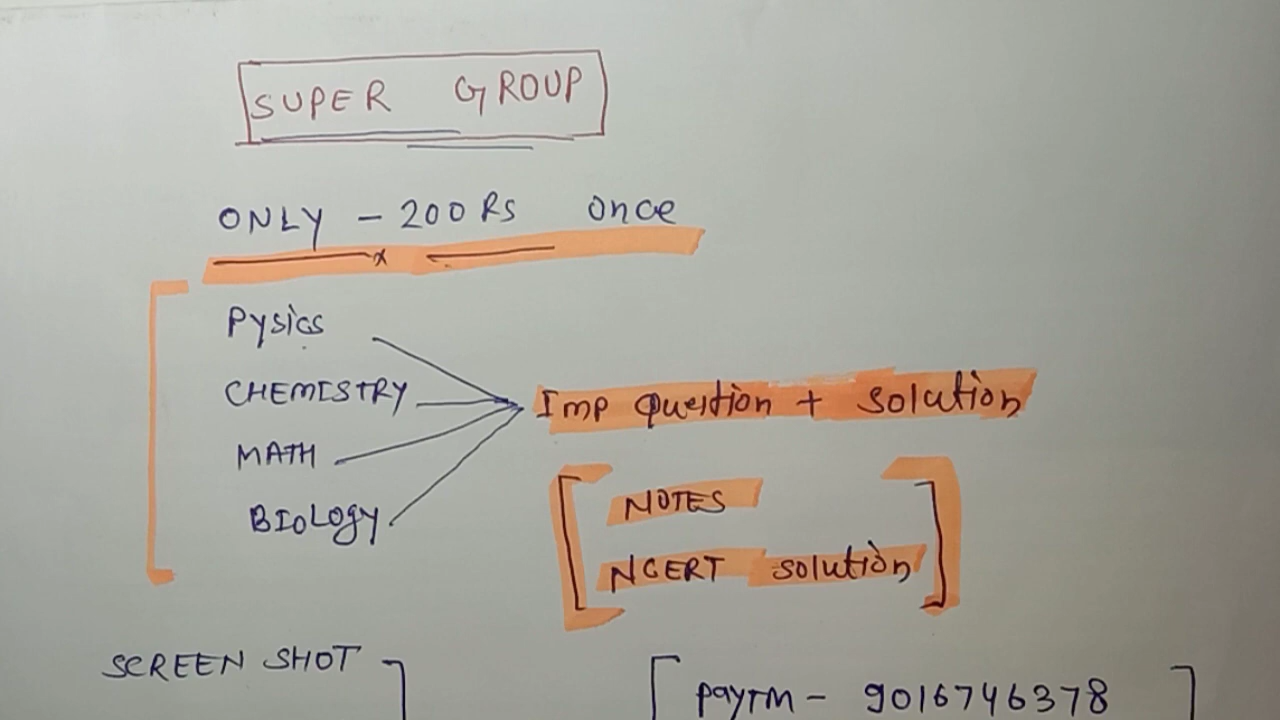 SUPER GROUP
ONLY - 200 RS once
Pysics
CHEMISTRY
MATH
BIOLOGY
Imp Question + Solution
NOTES
NCERT solution
SCREEN SHOT
paytm - 9016746378